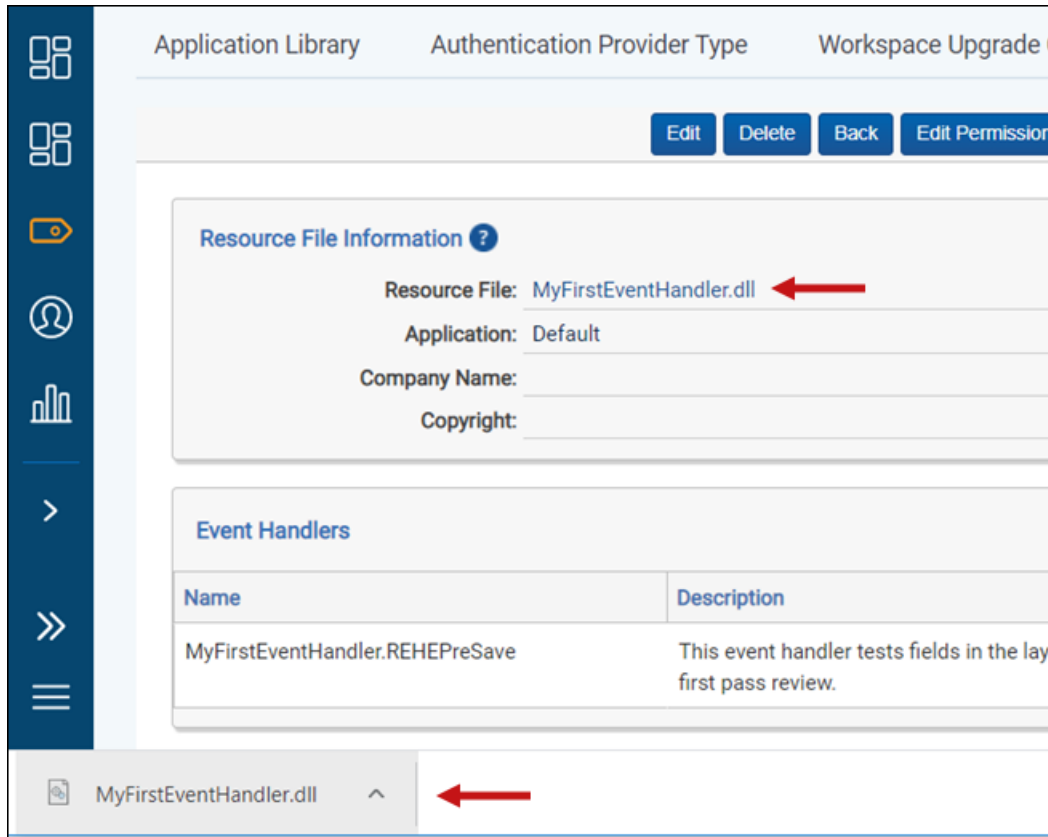 Application Library Authentication Provider Type Workspace Upgrade
Edit Delete Back Edit Permission
Resource File Information ?
Resource File: MyFirstEventHandler.dll
Application: Default
Company Name:
Copyright:
Event Handlers
Name Description
MyFirstEventHandler.REHEPreSave This event handler tests fields in the lay
first pass review.
MyFirstEventHandler.dll